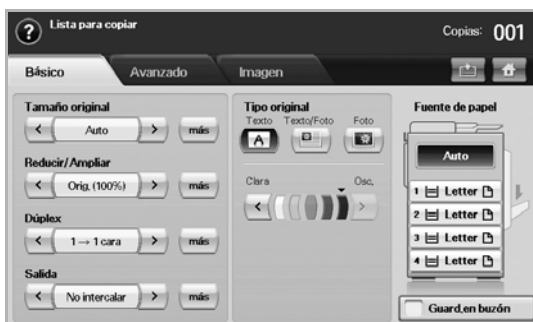 ? Lista para copiar
Copias: 001
Básico Avanzado Imagen
Tamaño original
Auto
más
Reducir/Ampliar
Orig. (100%)
más
Dúplex
1 → 1 cara
más
Salida
No intercalar
más
Tipo original
Texto Texto/Foto Foto
A
Clara Osc.
Fuente de papel
Auto
1 Letter
2 Letter
3 Letter
4 Letter
Guard.en buzón